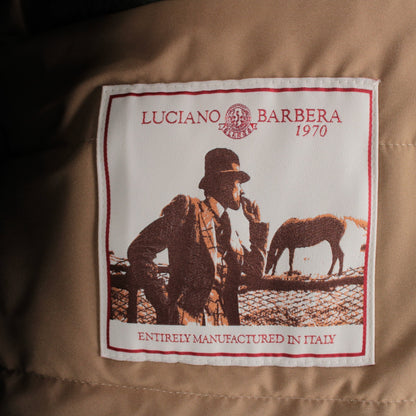 LUCIANO BARBERA
1970
ENTIRELY MANUFACTURED IN ITALY